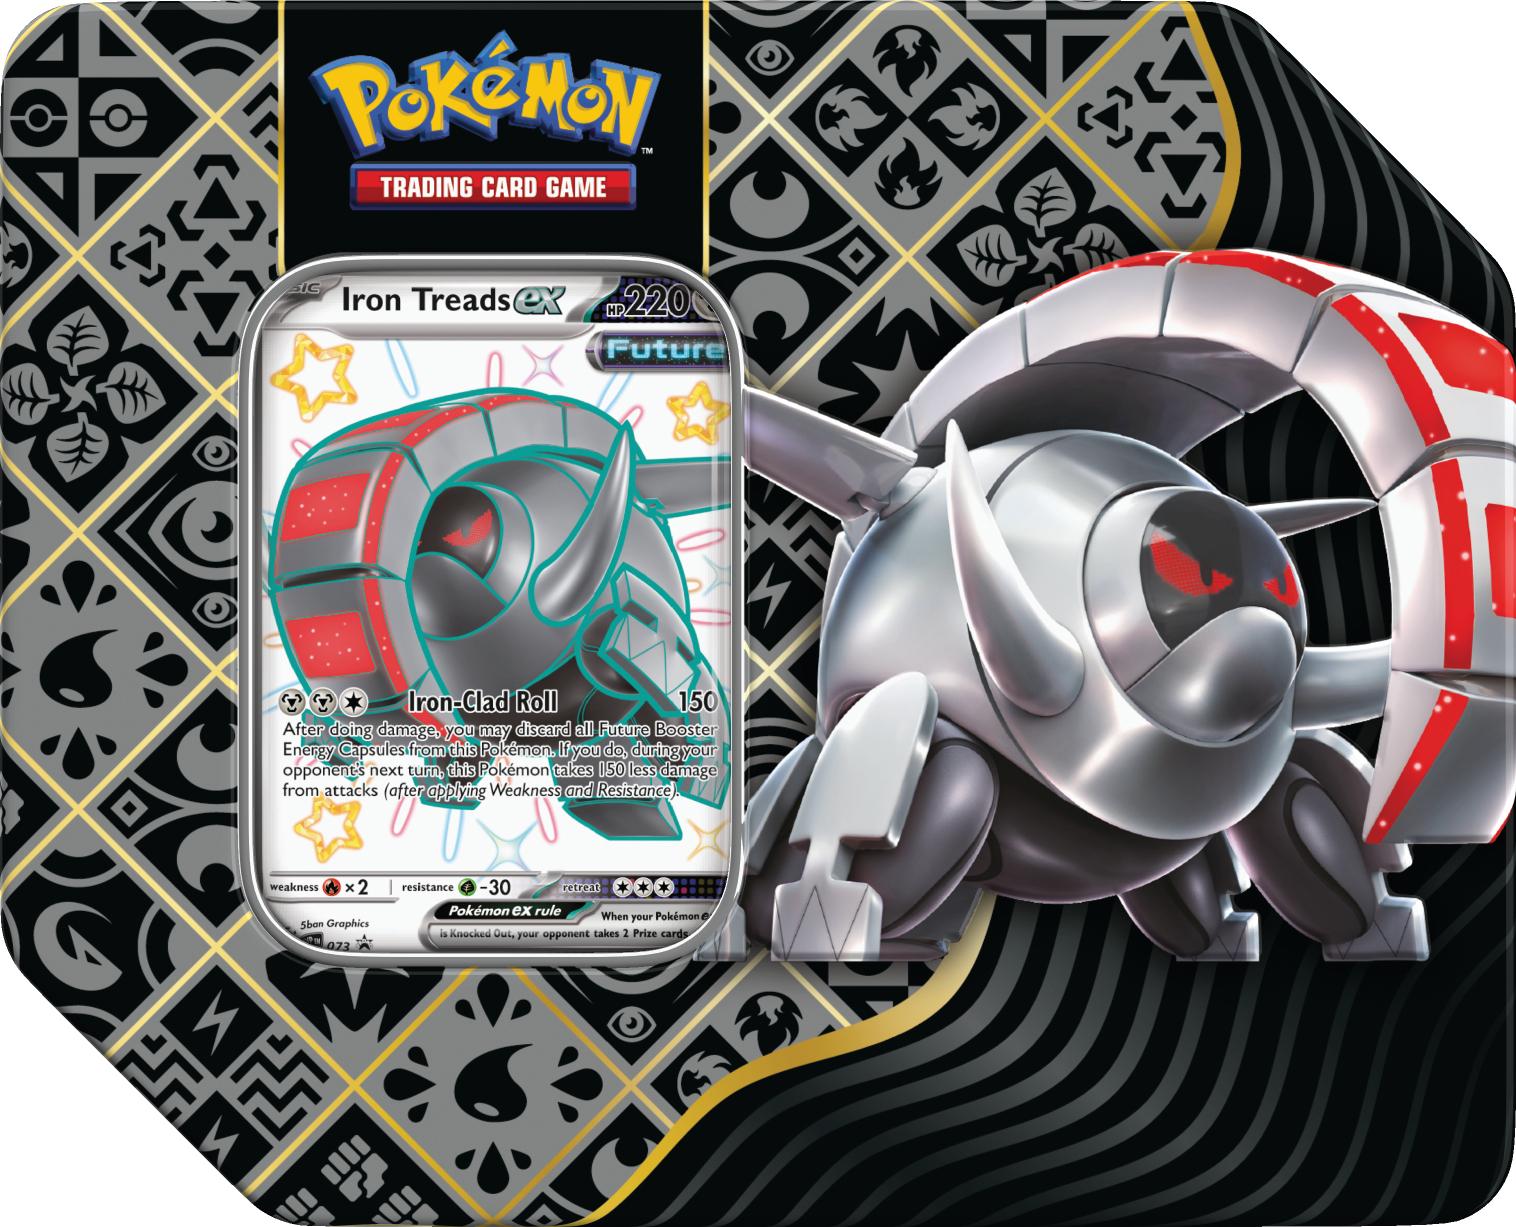 POKéMON
TM
TRADING CARD GAME
Iron Treads ex HP 220
Future
Iron-Clad Roll 150
After doing damage, you may discard all Future Booster
Energy Capsules from this Pokémon. If you do, during your
opponent's next turn, this Pokémon takes 150 less damage
from attacks (after applying Weakness and Resistance).
weakness ×2 resistance -30 retreat
Pokémon ex rule
When your Pokémon
is Knocked Out, your opponent takes 2 Prize cards
5ban Graphics
073